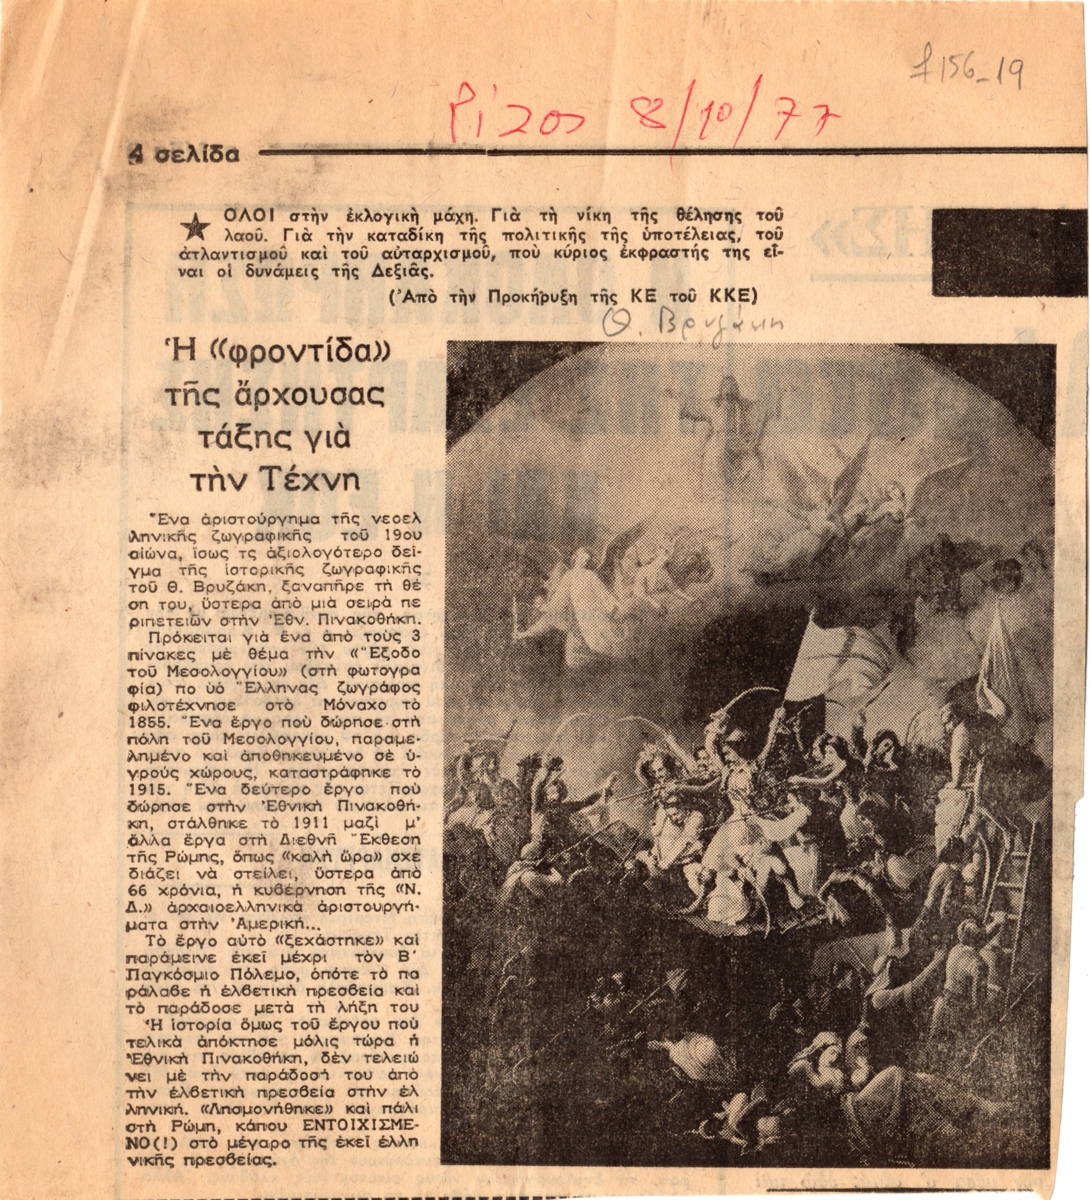 £156-19
Ρίζος 8/10/77
4 σελίδα
★ ΟΛΟΙ στὴν ἐκλογικὴ μάχη. Γιὰ τὴ νίκη τῆς θέλησης τοῦ
λαοῦ. Γιὰ τὴν καταδίκη τῆς πολιτικῆς τῆς ὑποτέλειας, τοῦ
ἀτλαντισμοῦ καὶ τοῦ αὐταρχισμοῦ, ποὺ κύριος ἐκφραστής της εἶ-
ναι οἱ δυνάμεις τῆς Δεξιᾶς.
(Ἀπὸ τὴν Προκήρυξη τῆς ΚΕ τοῦ ΚΚΕ)
Θ. Βρυζάκη
Ἡ «φροντίδα»
τῆς ἄρχουσας
τάξης γιὰ
τὴν Τέχνη
Ἕνα ἀριστούργημα τῆς νεοελ
ληνικῆς ζωγραφικῆς τοῦ 19ου
αἰώνα, ἴσως τς ἀξιολογότερο δεῖ-
γμα τῆς ἱστορικῆς ζωγραφικῆς
τοῦ Θ. Βρυζάκη, ξαναπῆρε τὴ θέ
ση του, ὕστερα ἀπὸ μιὰ σειρὰ πε
ριπετειῶν στὴν Ἐθν. Πινακοθήκη.
Πρόκειται γιὰ ἕνα ἀπὸ τοὺς 3
πίνακες μὲ θέμα τὴν «Ἔξοδο
τοῦ Μεσολογγίου» (στὴ φωτογρα
φία) πο ὑὸ Ἕλληνας ζωγράφος
φιλοτέχνησε στὸ Μόναχο τὸ
1855. Ἕνα ἔργο ποὺ δώρησε στὴ
πόλη τοῦ Μεσολογγίου, παραμε-
λημένο καὶ ἀποθηκευμένο σὲ ὑ-
γροὺς χώρους, καταστράφηκε τὸ
1915. Ἕνα δεύτερο ἔργο ποὺ
δώρησε στὴν Ἐθνικὴ Πινακοθή-
κη, στάλθηκε τὸ 1911 μαζὶ μ'
ἄλλα ἔργα στὴ Διεθνῆ Ἔκθεση
τῆς Ρώμης, ὅπως «καλὴ ὥρα» σχε
διάζει νὰ στείλει, ὕστερα ἀπὸ
66 χρόνια, ἡ κυβέρνηση τῆς «Ν.
Δ.» ἀρχαιοελληνικὰ ἀριστουργή-
ματα στὴν Ἀμερική...
Τὸ ἔργο αὐτὸ «ξεχάστηκε» καὶ
παράμεινε ἐκεῖ μέχρι τὸν Β΄
Παγκόσμιο Πόλεμο, ὁπότε τὸ πα
ράλαβε ἡ ἐλβετικὴ πρεσβεία καὶ
τὸ παράδοσε μετὰ τὴ λήξη του
Ἡ ἱστορία ὅμως τοῦ ἔργου ποὺ
τελικὰ ἀπόκτησε μόλις τώρα ἡ
Ἐθνικὴ Πινακοθήκη, δὲν τελειώ
νει μὲ τὴν παράδοσή του ἀπὸ
τὴν ἐλβετικὴ πρεσβεία στὴν ἑλ
ληνική. «Λησμονήθηκε» καὶ πάλι
στὴ Ρώμη, κάπου ΕΝΤΟΙΧΙΣΜΕ-
ΝΟ(!) στὸ μέγαρο τῆς ἐκεῖ ἑλλη
νικῆς πρεσβείας.